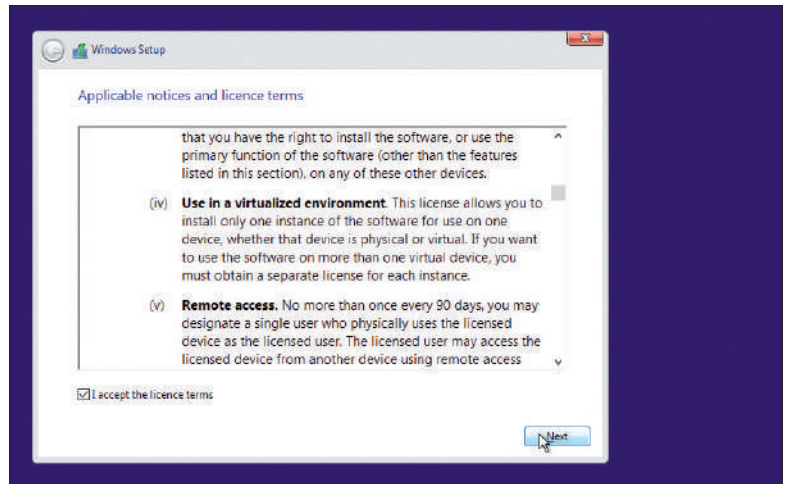 Windows Setup
Applicable notices and licence terms
that you have the right to install the software, or use the
primary function of the software (other than the features
listed in this section), on any of these other devices.
(iv) Use in a virtualized environment. This license allows you to
install only one instance of the software for use on one
device, whether that device is physical or virtual. If you want
to use the software on more than one virtual device, you
must obtain a separate license for each instance.
(v) Remote access. No more than once every 90 days, you may
designate a single user who physically uses the licensed
device as the licensed user. The licensed user may access the
licensed device from another device using remote access
I accept the licence terms
Next